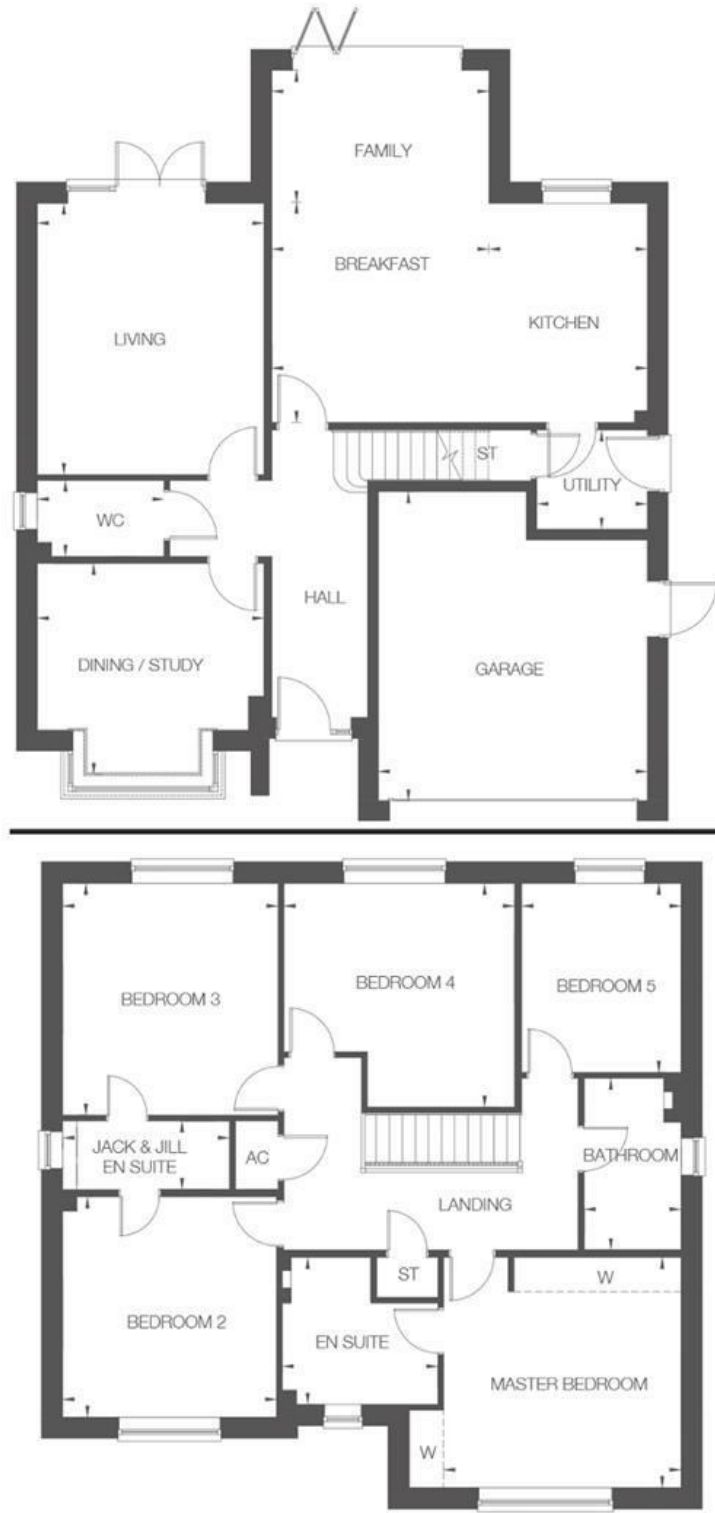 FAMILY
BREAKFAST
KITCHEN
LIVING
ST
UTILITY
WC
HALL
DINING / STUDY
GARAGE
BEDROOM 3
BEDROOM 4
BEDROOM 5
JACK & JILL
EN SUITE
AC
BATHROOM
LANDING
ST
W
BEDROOM 2
EN SUITE
MASTER BEDROOM
W